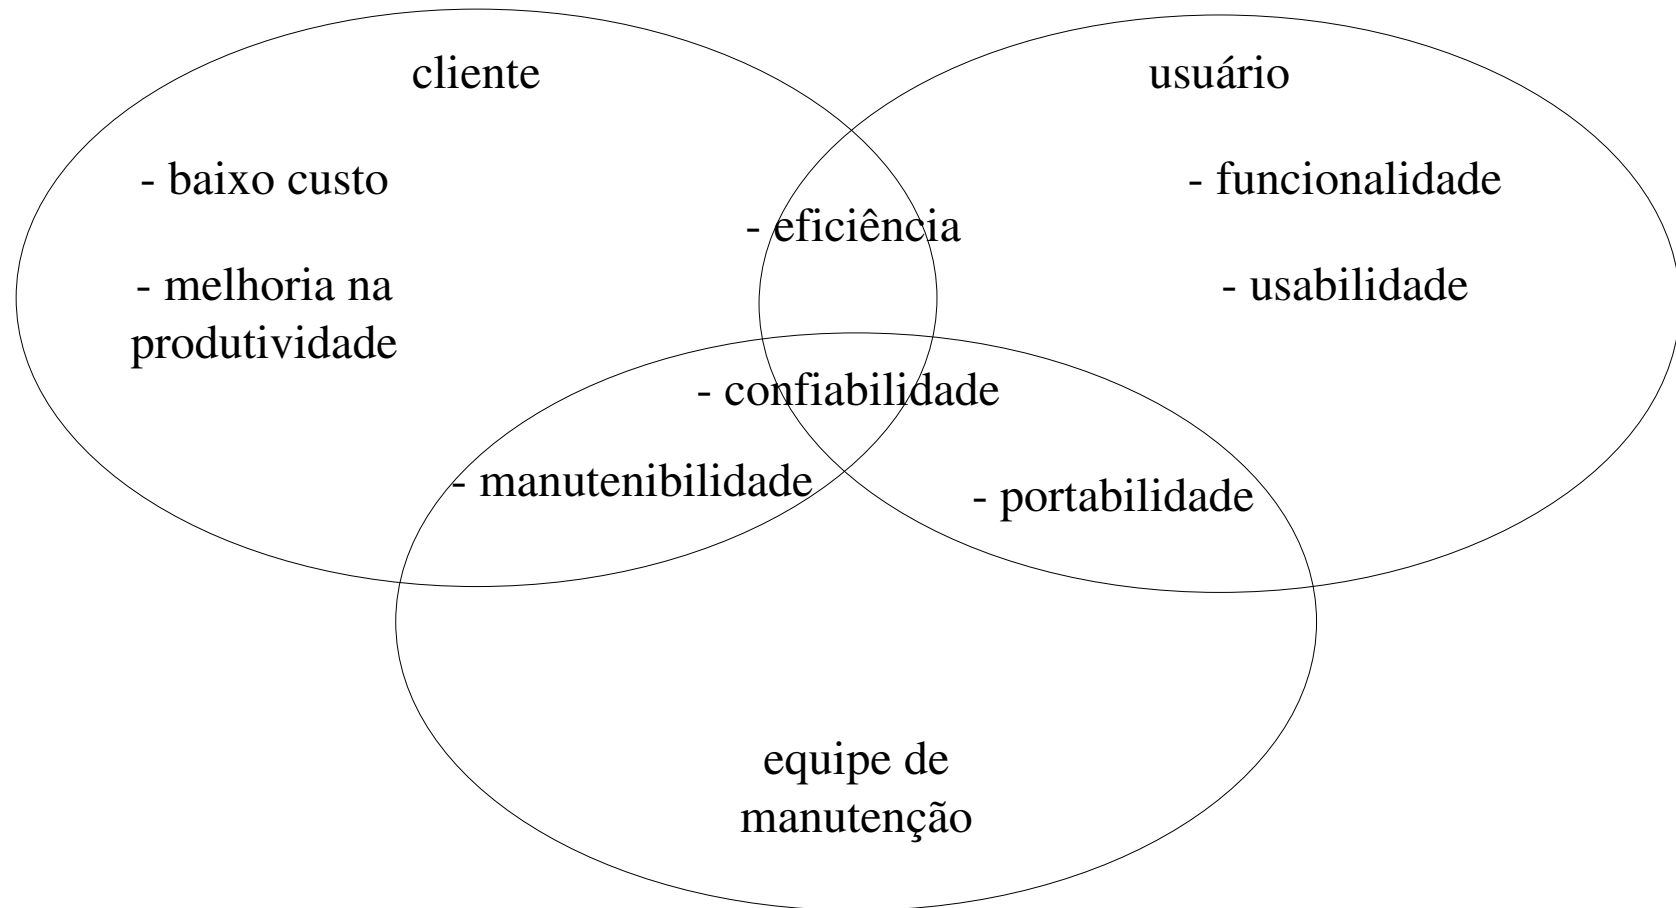 cliente
usuário
- baixo custo
- funcionalidade
- eficiência
- melhoria na
produtividade
- usabilidade
- confiabilidade
- manutenibilidade
- portabilidade
equipe de
manutenção